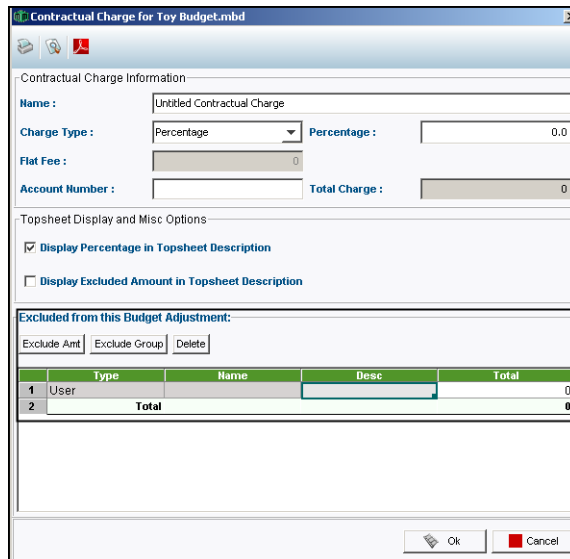 Contractual Charge for Toy Budget.mbd
Contractual Charge Information
Name : Untitled Contractual Charge
Charge Type : Percentage Percentage : 0.0
Flat Fee : 0
Account Number : Total Charge : 0
Topsheet Display and Misc Options
Display Percentage in Topsheet Description
Display Excluded Amount in Topsheet Description
Excluded from this Budget Adjustment:
Exclude Amt Exclude Group Delete
Type Name Desc Total
1 User 0
2 Total 0
Ok Cancel